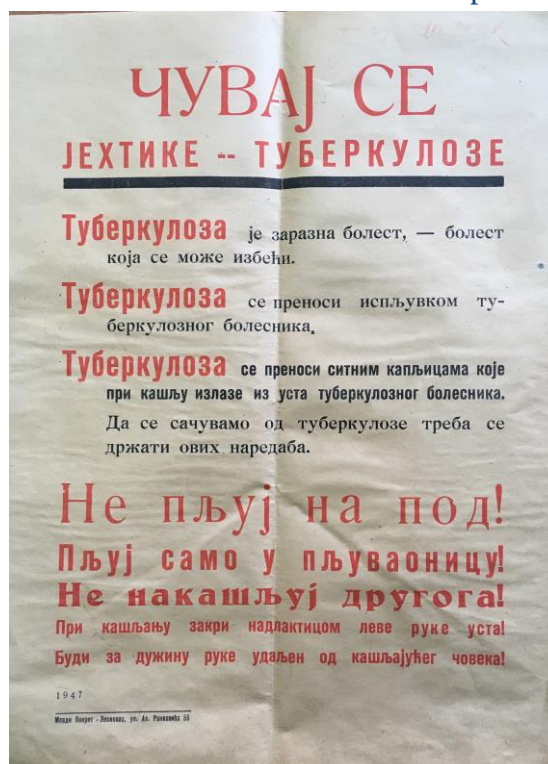 ЧУВАЈ СЕ
ЈЕХТИКЕ -- ТУБЕРКУЛОЗЕ
Туберкулоза је заразна болест, — болест
која се може избећи.
Туберкулоза се преноси испљувком ту-
беркулозног болесника.
Туберкулоза се преноси ситним капљицама које
при кашљу излазе из уста туберкулозног болесника.
Да се сачувамо од туберкулозе треба се
држати ових наредаба.
Не пљуј на под!
Пљуј само у пљуваоницу!
Не накашљуј другога!
При кашљању закри надлактицом леве руке уста!
Буди за дужину руке удаљен од кашљајућег човека!
1947
Млади Покрет - Лесковац, ул. Ал. Ранковића 55